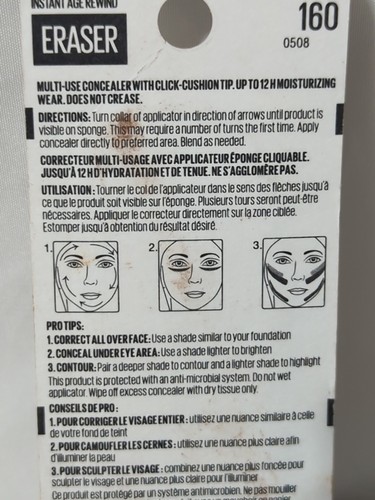 INSTANT AGE REWIND
ERASER
160
0508
MULTI-USE CONCEALER WITH CLICK-CUSHION TIP. UP TO 12 H MOISTURIZING
WEAR. DOES NOT CREASE.
DIRECTIONS: Turn collar of applicator in direction of arrows until product is
visible on sponge. This may require a number of turns the first time. Apply
concealer directly to preferred area. Blend as needed.
CORRECTEUR MULTI-USAGE AVEC APPLICATEUR ÉPONGE CLIQUABLE.
JUSQU'À 12 H D'HYDRATATION ET DE TENUE. NE S'AGGLOMÈRE PAS.
UTILISATION: Tourner le col de l'applicateur dans le sens des flèches jusqu'à
ce que le produit soit visible sur l'éponge. Plusieurs tours seront peut-être
nécessaires. Appliquer le correcteur directement sur la zone ciblée.
Estomper jusqu'à obtention du résultat désiré.
1. 2. 3.
PRO TIPS:
1. CORRECT ALL OVER FACE: Use a shade similar to your foundation
2. CONCEAL UNDER EYE AREA: Use a shade lighter to brighten
3. CONTOUR: Pair a deeper shade to contour and a lighter shade to highlight
This product is protected with an anti-microbial system. Do not wet
applicator. Wipe off excess concealer with dry tissue only.
CONSEILS DE PRO:
1. POUR CORRIGER LE VISAGE ENTIER: utilisez une nuance similaire à celle
de votre fond de teint
2. POUR CAMOUFLER LES CERNES: utilisez une nuance plus claire afin
d'illuminer la peau
3. POUR SCULPTER LE VISAGE: combinez une nuance plus foncée pour
sculpter le visage et une nuance plus claire pour l'illuminer
Ce produit est protégé par un système antimicrobien. Ne pas mouiller